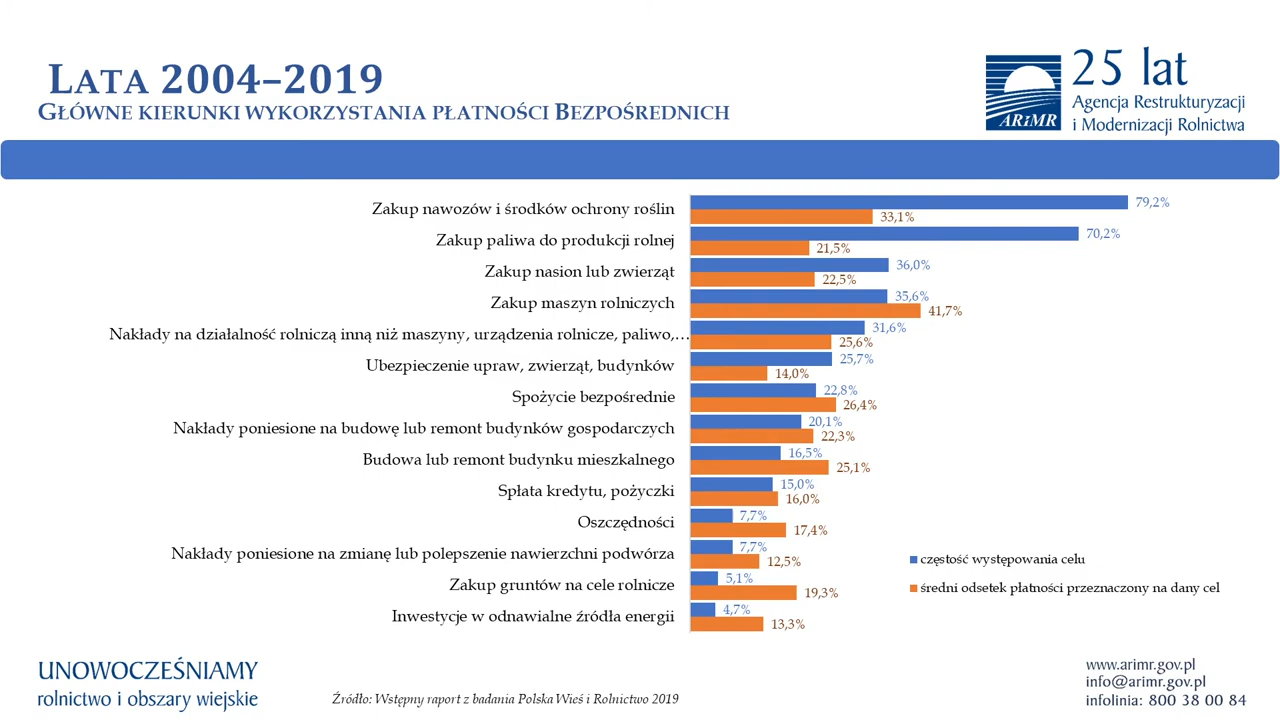 LATA 2004–2019
GŁÓWNE KIERUNKI WYKORZYSTANIA PŁATNOŚCI BEZPOŚREDNICH
25 lat
Agencja Restrukturyzacji
i Modernizacji Rolnictwa
ARiMR
Zakup nawozów i środków ochrony roślin
79,2%
33,1%
Zakup paliwa do produkcji rolnej
70,2%
21,5%
Zakup nasion lub zwierząt
36,0%
22,5%
Zakup maszyn rolniczych
35,6%
41,7%
Nakłady na działalność rolniczą inną niż maszyny, urządzenia rolnicze, paliwo,…
31,6%
25,6%
Ubezpieczenie upraw, zwierząt, budynków
25,7%
14,0%
Spożycie bezpośrednie
22,8%
26,4%
Nakłady poniesione na budowę lub remont budynków gospodarczych
20,1%
22,3%
Budowa lub remont budynku mieszkalnego
16,5%
25,1%
Spłata kredytu, pożyczki
15,0%
16,0%
Oszczędności
7,7%
17,4%
Nakłady poniesione na zmianę lub polepszenie nawierzchni podwórza
7,7%
12,5%
Zakup gruntów na cele rolnicze
5,1%
19,3%
Inwestycje w odnawialne źródła energii
4,7%
13,3%
częstość występowania celu
średni odsetek płatności przeznaczony na dany cel
UNOWOCZEŚNIAMY
rolnictwo i obszary wiejskie
Źródło: Wstępny raport z badania Polska Wieś i Rolnictwo 2019
www.arimr.gov.pl
info@arimr.gov.pl
infolinia: 800 38 00 84